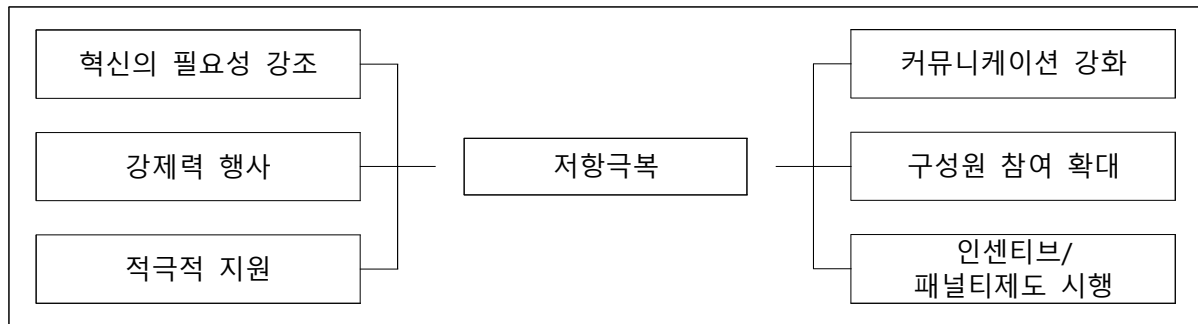 혁신의 필요성 강조
커뮤니케이션 강화
강제력 행사
저항극복
구성원 참여 확대
적극적 지원
인센티브/
패널티제도 시행